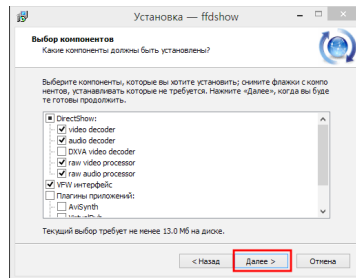 Установка — ffdshow
Выбор компонентов
Какие компоненты должны быть установлены?
Выберите компоненты, которые вы хотите установить; снимите флажки с компо
нентов, устанавливать которые не требуется. Нажмите «Далее», когда вы буде
те готовы продолжить.
DirectShow:
video decoder
audio decoder
DXVA video decoder
raw video processor
raw audio processor
VFW интерфейс
Плагины приложений:
AviSynth
VirtualDub
Текущий выбор требует не менее 13.0 Мб на диске.
< Назад
Далее >
Отмена